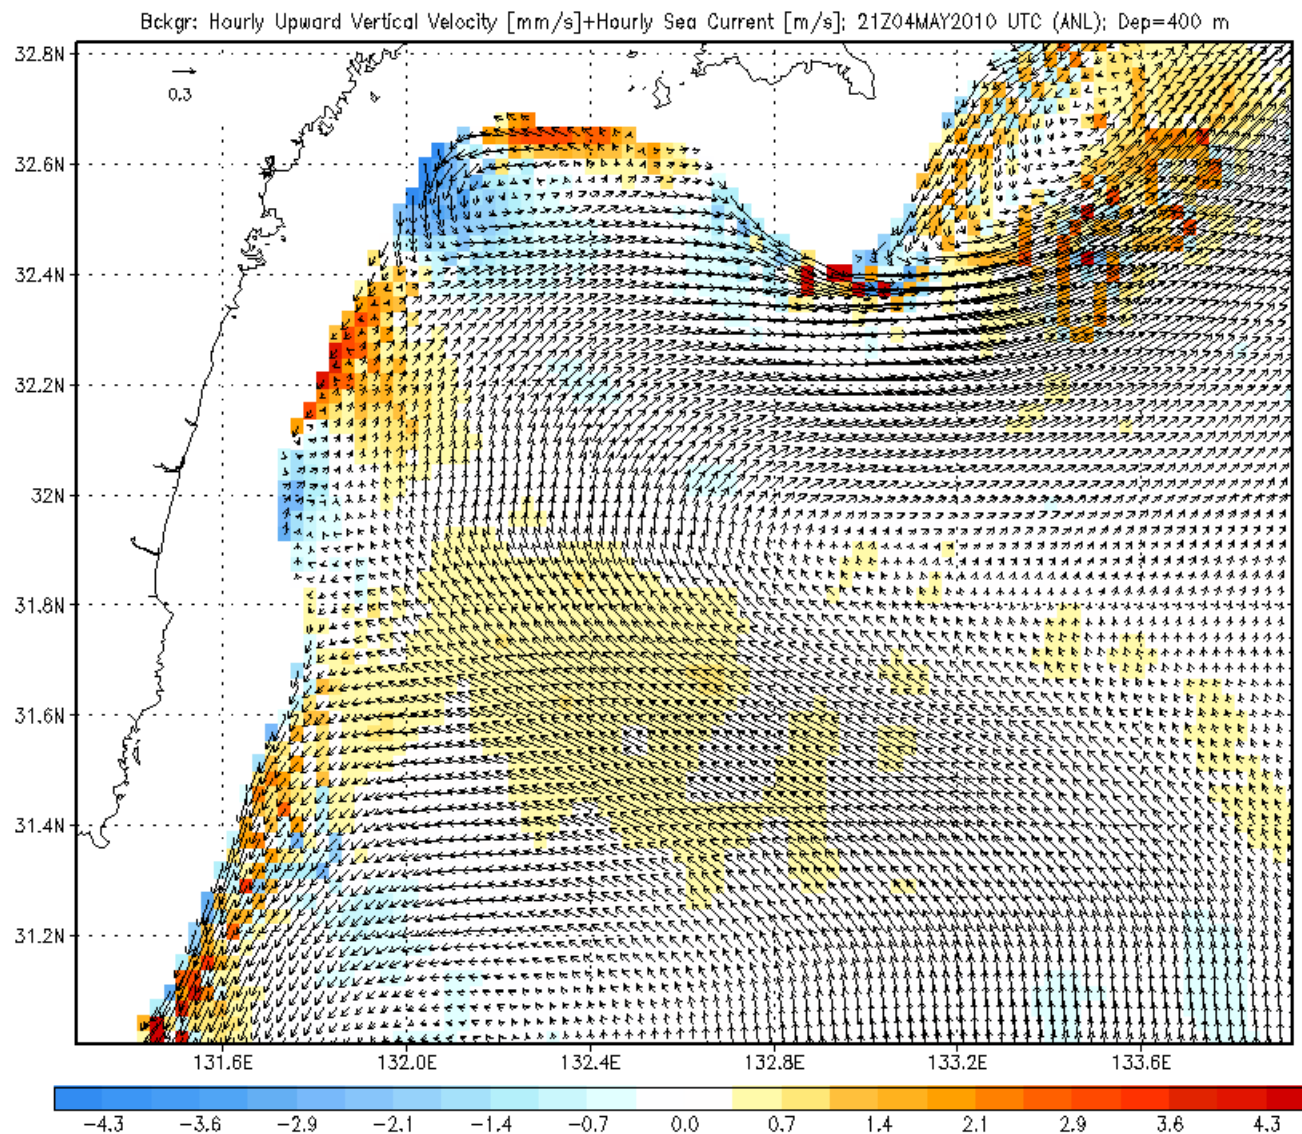 Bckgr: Hourly Upward Vertical Velocity [mm/s]+Hourly Sea Current [m/s]; 21Z04MAY2010 UTC (ANL); Dep=400 m
32.8N
0.3
32.6N
32.4N
32.2N
32N
31.8N
31.6N
31.4N
31.2N
131.6E 132.0E 132.4E 132.8E 133.2E 133.6E
−4.3 −3.6 −2.9 −2.1 −1.4 −0.7 0.0 0.7 1.4 2.1 2.9 3.6 4.3